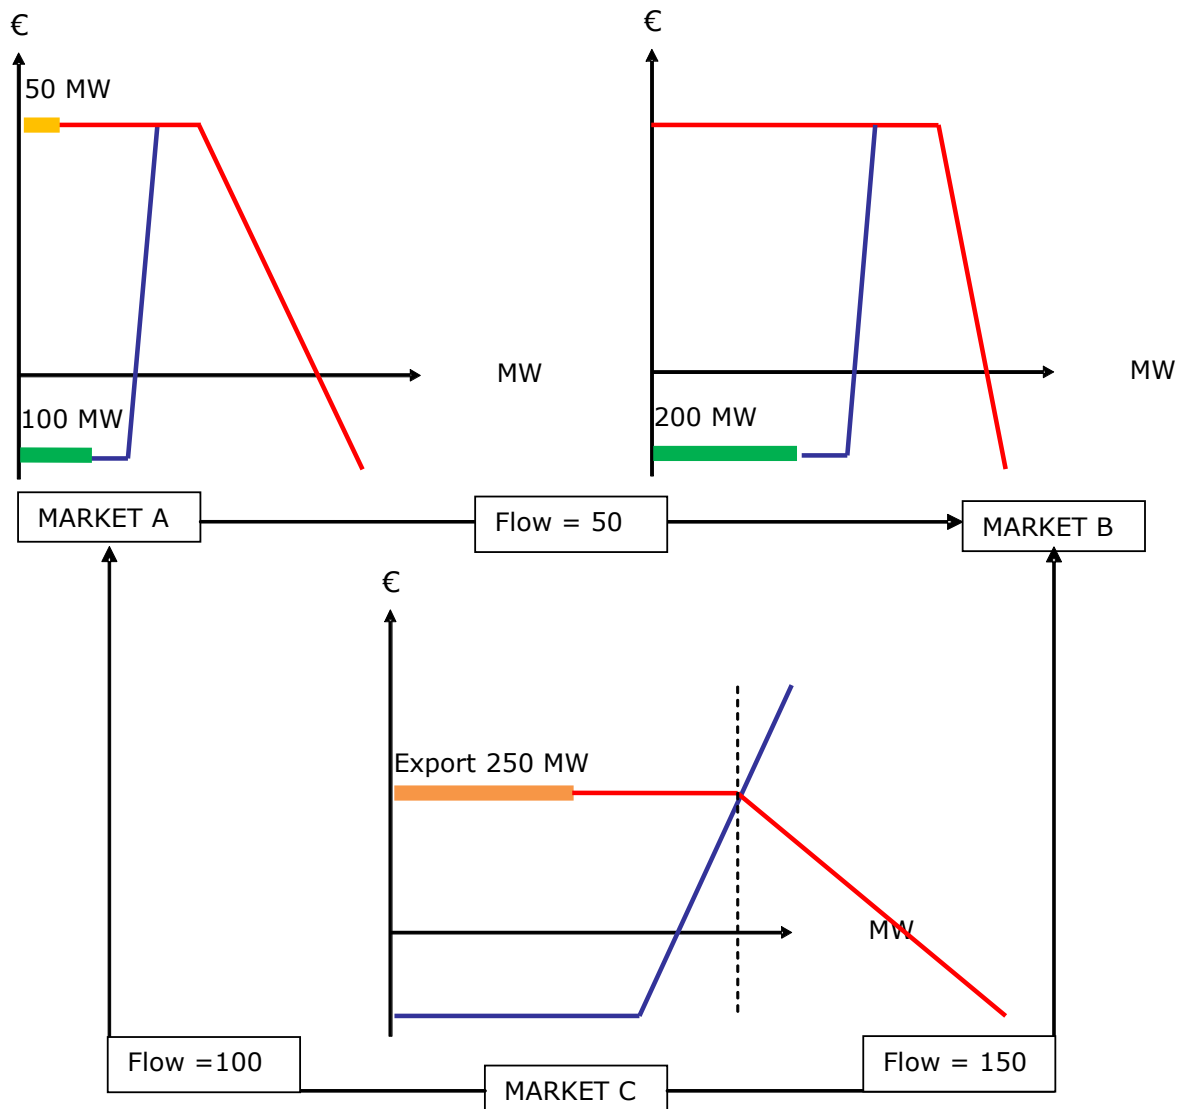 €
50 MW
MW
100 MW
€
MW
200 MW
MARKET A
Flow = 50
MARKET B
€
Export 250 MW
MW
Flow =100
MARKET C
Flow = 150